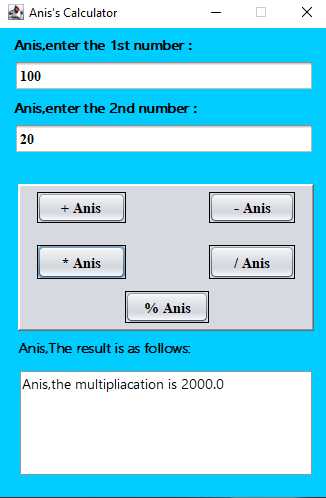 Anis's Calculator
Anis,enter the 1st number :
100
Anis,enter the 2nd number :
20
+ Anis
- Anis
* Anis
/ Anis
% Anis
Anis,The result is as follows:
Anis,the multipliacation is 2000.0